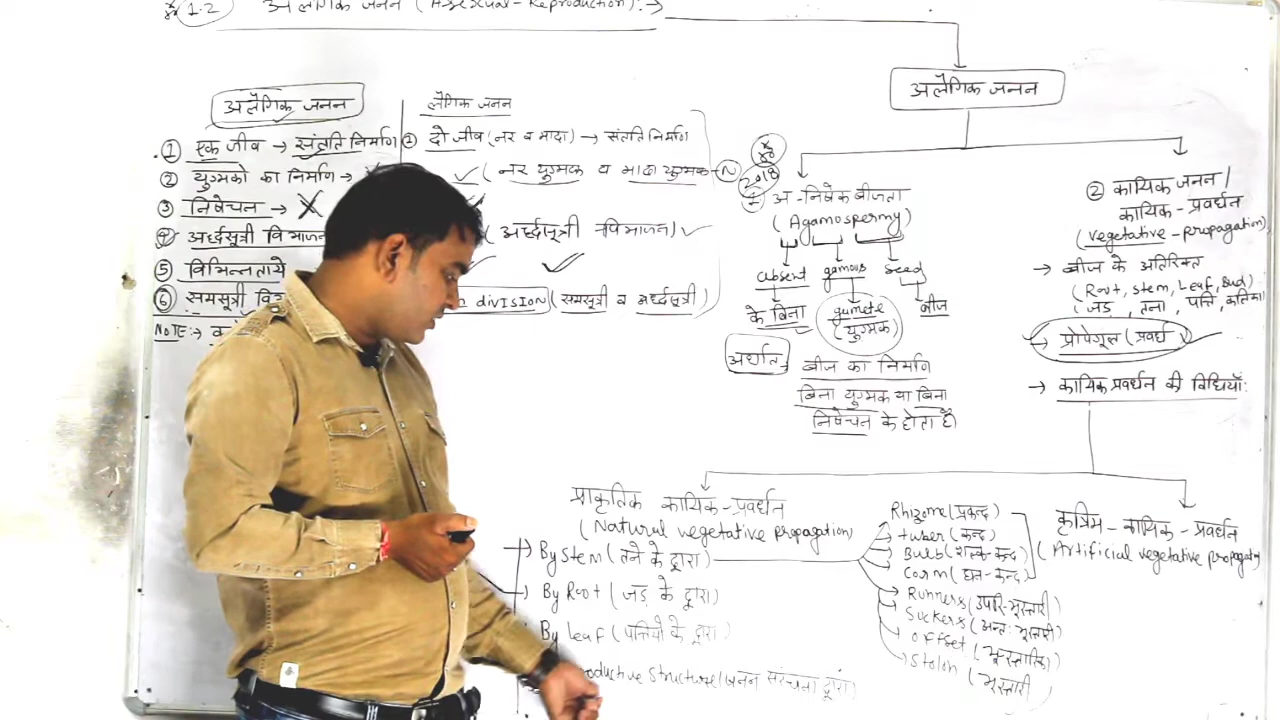 1.2 अलैंगिक जनन (Asexual-Reproduction):→
अलैंगिक जनन
लैंगिक जनन
① एक जीव → संतति निर्माण
① दो जीव (नर व मादा) → संतति निर्माण
② युग्मको का निर्माण →
(नर युग्मक व मादा युग्मक → N
③ निषेचन → X
④ अर्द्धसूत्री विभाजन
(अर्द्धसूत्री विभाजन)
⑤ विभिन्नताये
⑥ समसूत्री
division (समसूत्री व अर्द्धसूत्री)
NOTE:→
अलैंगिक जनन
2018
① अ-निषेक बीजता
(Agamospermy)
absent gamous seed
के बिना gamete बीज
(युग्मक)
अर्थात → बीज का निर्माण
बिना युग्मक या बिना
निषेचन के होता है
② कायिक जनन/
कायिक-प्रवर्धन
(vegetative-propagation)
→ बीज के अतिरिक्त
(Root, stem, Leaf, Bud)
(जड़, तना, पत्ति, कलिका)
→ प्रोपेगूल (प्रवर्ध)
→ कायिक प्रवर्धन की विधियाँ:
प्राकृतिक कायिक-प्रवर्धन
(Natural vegetative propagation)
By Stem (तने के द्वारा)
By Root (जड़ के द्वारा)
By Leaf (पत्तियो के द्वारा)
productive Structure (जनन संरचना द्वारा)
Rhizome (प्रकन्द)
tuber (कन्द)
Bulb (शल्क-कन्द)
Corm (घन-कन्द)
Runners (उपरि-भूस्तारी)
Suckers (अन्तः भूस्तारी)
offset (भूस्तारिका)
Stolon (भूस्तारी)
कृत्रिम-कायिक-प्रवर्धन
(Artificial vegetative propagation